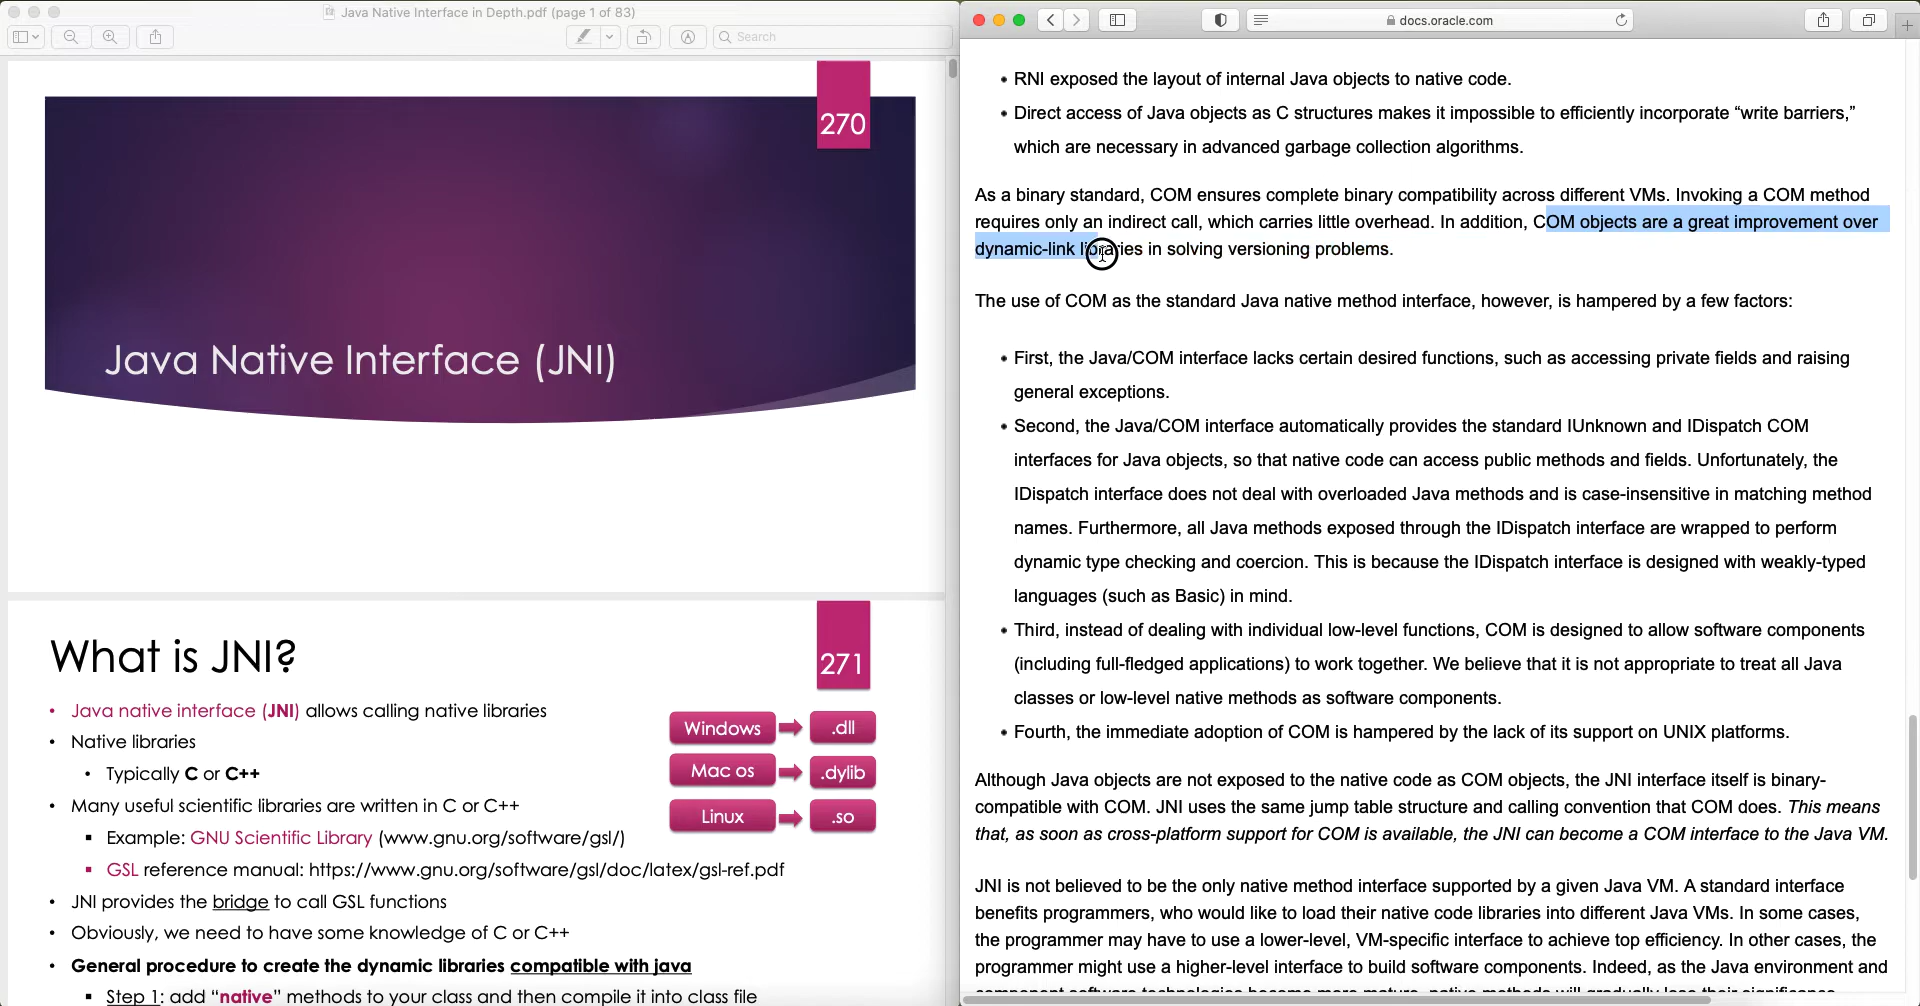 Java Native Interface in Depth.pdf (page 1 of 83)
Search
270
Java Native Interface (JNI)
What is JNI?
271
• Java native interface (JNI) allows calling native libraries
• Native libraries
• Typically C or C++
• Many useful scientific libraries are written in C or C++
▪ Example: GNU Scientific Library (www.gnu.org/software/gsl/)
▪ GSL reference manual: https://www.gnu.org/software/gsl/doc/latex/gsl-ref.pdf
• JNI provides the bridge to call GSL functions
• Obviously, we need to have some knowledge of C or C++
• General procedure to create the dynamic libraries compatible with java
▪ Step 1: add “native” methods to your class and then compile it into class file
Windows .dll
Mac os .dylib
Linux .so
docs.oracle.com
• RNI exposed the layout of internal Java objects to native code.
• Direct access of Java objects as C structures makes it impossible to efficiently incorporate “write barriers,”
which are necessary in advanced garbage collection algorithms.
As a binary standard, COM ensures complete binary compatibility across different VMs. Invoking a COM method
requires only an indirect call, which carries little overhead. In addition, COM objects are a great improvement over
dynamic-link libraries in solving versioning problems.
The use of COM as the standard Java native method interface, however, is hampered by a few factors:
• First, the Java/COM interface lacks certain desired functions, such as accessing private fields and raising
general exceptions.
• Second, the Java/COM interface automatically provides the standard IUnknown and IDispatch COM
interfaces for Java objects, so that native code can access public methods and fields. Unfortunately, the
IDispatch interface does not deal with overloaded Java methods and is case-insensitive in matching method
names. Furthermore, all Java methods exposed through the IDispatch interface are wrapped to perform
dynamic type checking and coercion. This is because the IDispatch interface is designed with weakly-typed
languages (such as Basic) in mind.
• Third, instead of dealing with individual low-level functions, COM is designed to allow software components
(including full-fledged applications) to work together. We believe that it is not appropriate to treat all Java
classes or low-level native methods as software components.
• Fourth, the immediate adoption of COM is hampered by the lack of its support on UNIX platforms.
Although Java objects are not exposed to the native code as COM objects, the JNI interface itself is binary-
compatible with COM. JNI uses the same jump table structure and calling convention that COM does. This means
that, as soon as cross-platform support for COM is available, the JNI can become a COM interface to the Java VM.
JNI is not believed to be the only native method interface supported by a given Java VM. A standard interface
benefits programmers, who would like to load their native code libraries into different Java VMs. In some cases,
the programmer may have to use a lower-level, VM-specific interface to achieve top efficiency. In other cases, the
programmer might use a higher-level interface to build software components. Indeed, as the Java environment and
component software technologies become more mature, native methods will gradually lose their significance.